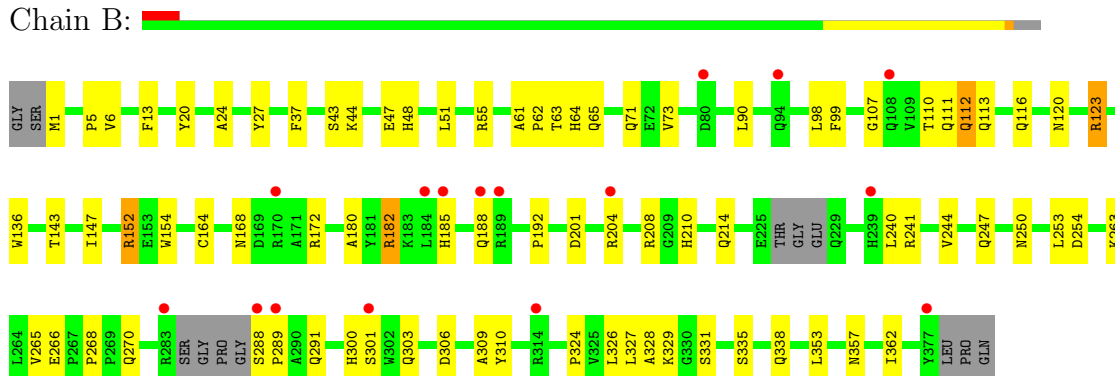 Chain B:
GLY SER M1 P5 V6 F13 Y20 A24 Y27 F37 S43 K44 E47 H48 L51 R55 A61 P62 T63 H64 Q65 Q71 E72 V73 D80 L90 Q94 L98 F99 G107 Q108 V109 T110 Q111 Q112 Q113 Q116 N120 R123
W136 T143 I147 R152 E153 W154 C164 N168 D169 R170 A171 R172 A180 Y181 R182 K183 L184 H185 Q188 R189 P192 D201 R204 R208 G209 H210 Q214 E225 THR GLY GLU Q229 H239 L240 R241 V244 Q247 N250 L253 D254 K263
L264 V265 E266 P267 P268 P269 Q270 R283 SER GLY PRO GLY S288 P289 A290 Q291 H300 S301 W302 Q303 D306 A309 Y310 R314 P324 V325 L326 L327 A328 K329 G330 S331 S335 Q338 L353 N357 I362 Y377 LEU PRO GLN